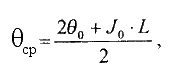 θср = (2θ₀ + J₀ · L) / 2 ,